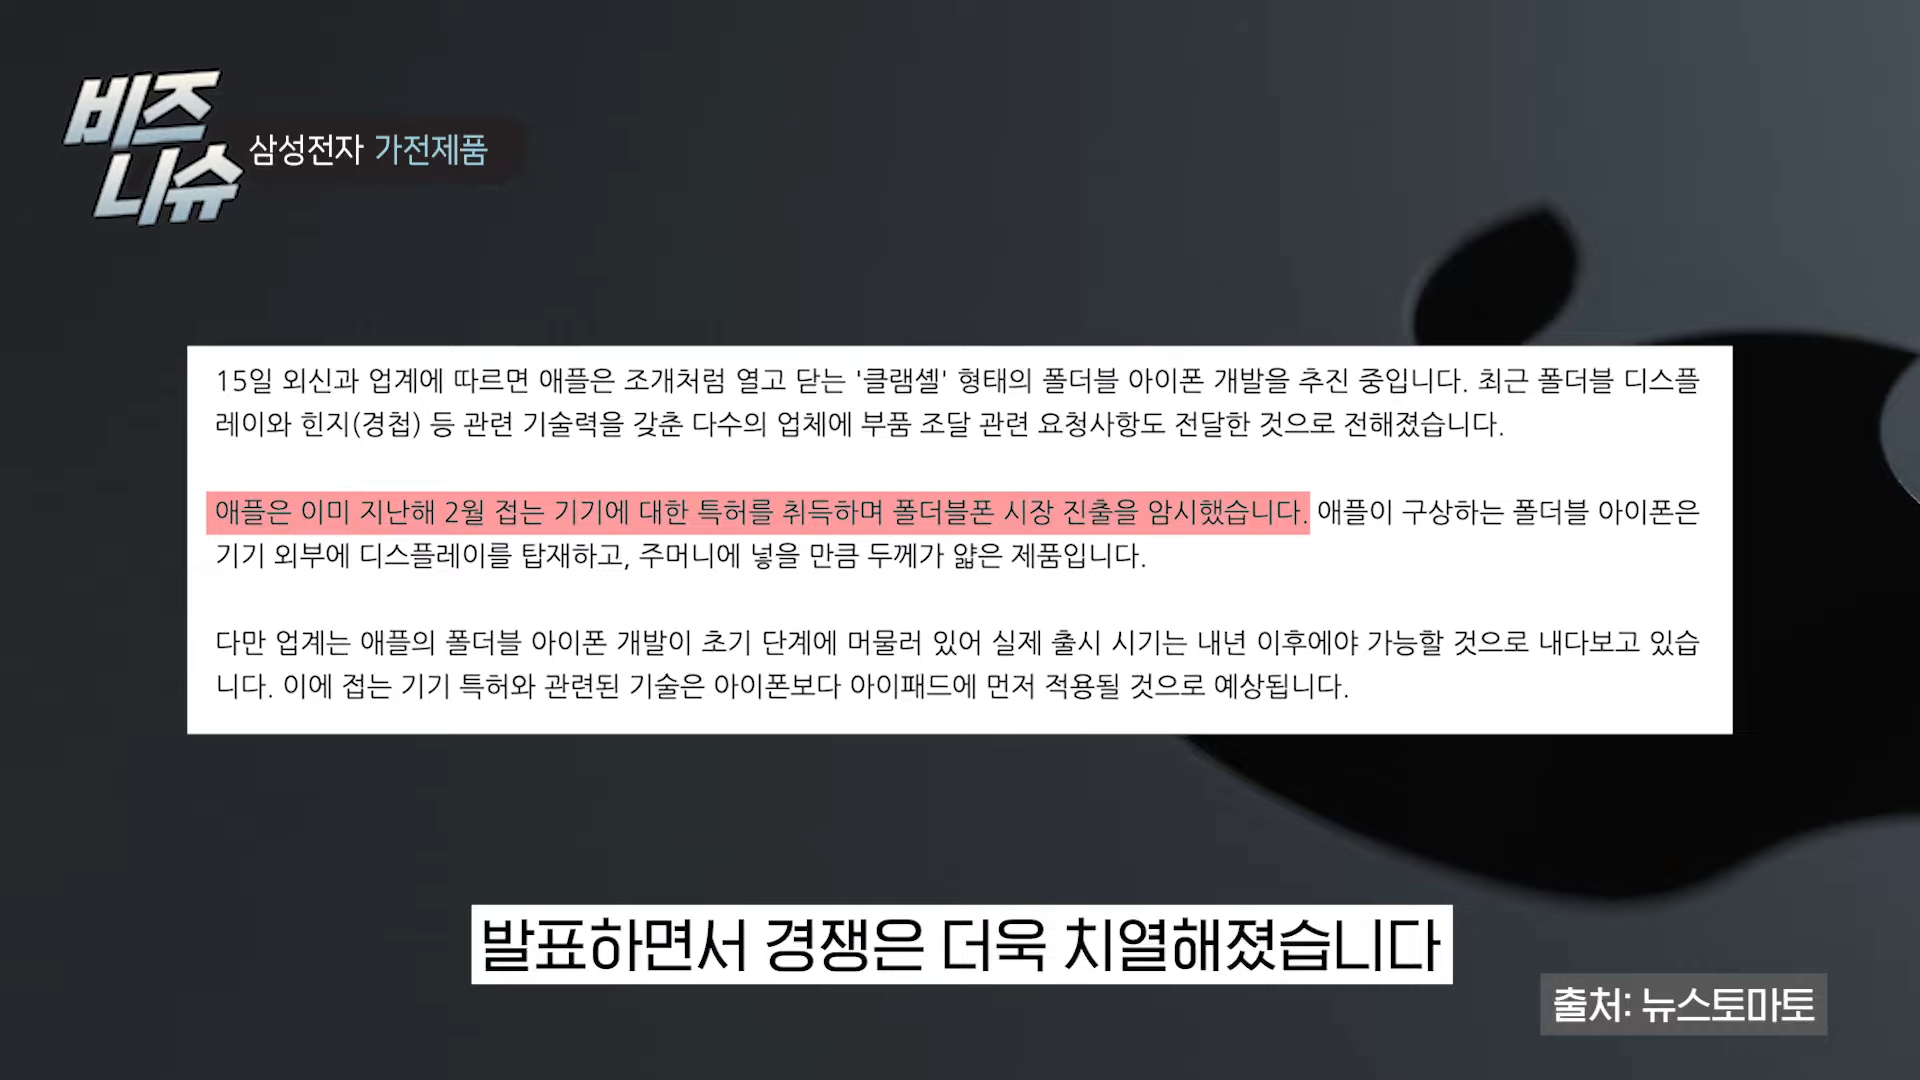 비즈
니슈
삼성전자 가전제품
15일 외신과 업계에 따르면 애플은 조개처럼 열고 닫는 '클램셸' 형태의 폴더블 아이폰 개발을 추진 중입니다. 최근 폴더블 디스플
레이와 힌지(경첩) 등 관련 기술력을 갖춘 다수의 업체에 부품 조달 관련 요청사항도 전달한 것으로 전해졌습니다.
애플은 이미 지난해 2월 접는 기기에 대한 특허를 취득하며 폴더블폰 시장 진출을 암시했습니다. 애플이 구상하는 폴더블 아이폰은
기기 외부에 디스플레이를 탑재하고, 주머니에 넣을 만큼 두께가 얇은 제품입니다.
다만 업계는 애플의 폴더블 아이폰 개발이 초기 단계에 머물러 있어 실제 출시 시기는 내년 이후에야 가능할 것으로 내다보고 있습
니다. 이에 접는 기기 특허와 관련된 기술은 아이폰보다 아이패드에 먼저 적용될 것으로 예상됩니다.
발표하면서 경쟁은 더욱 치열해졌습니다
출처: 뉴스토마토